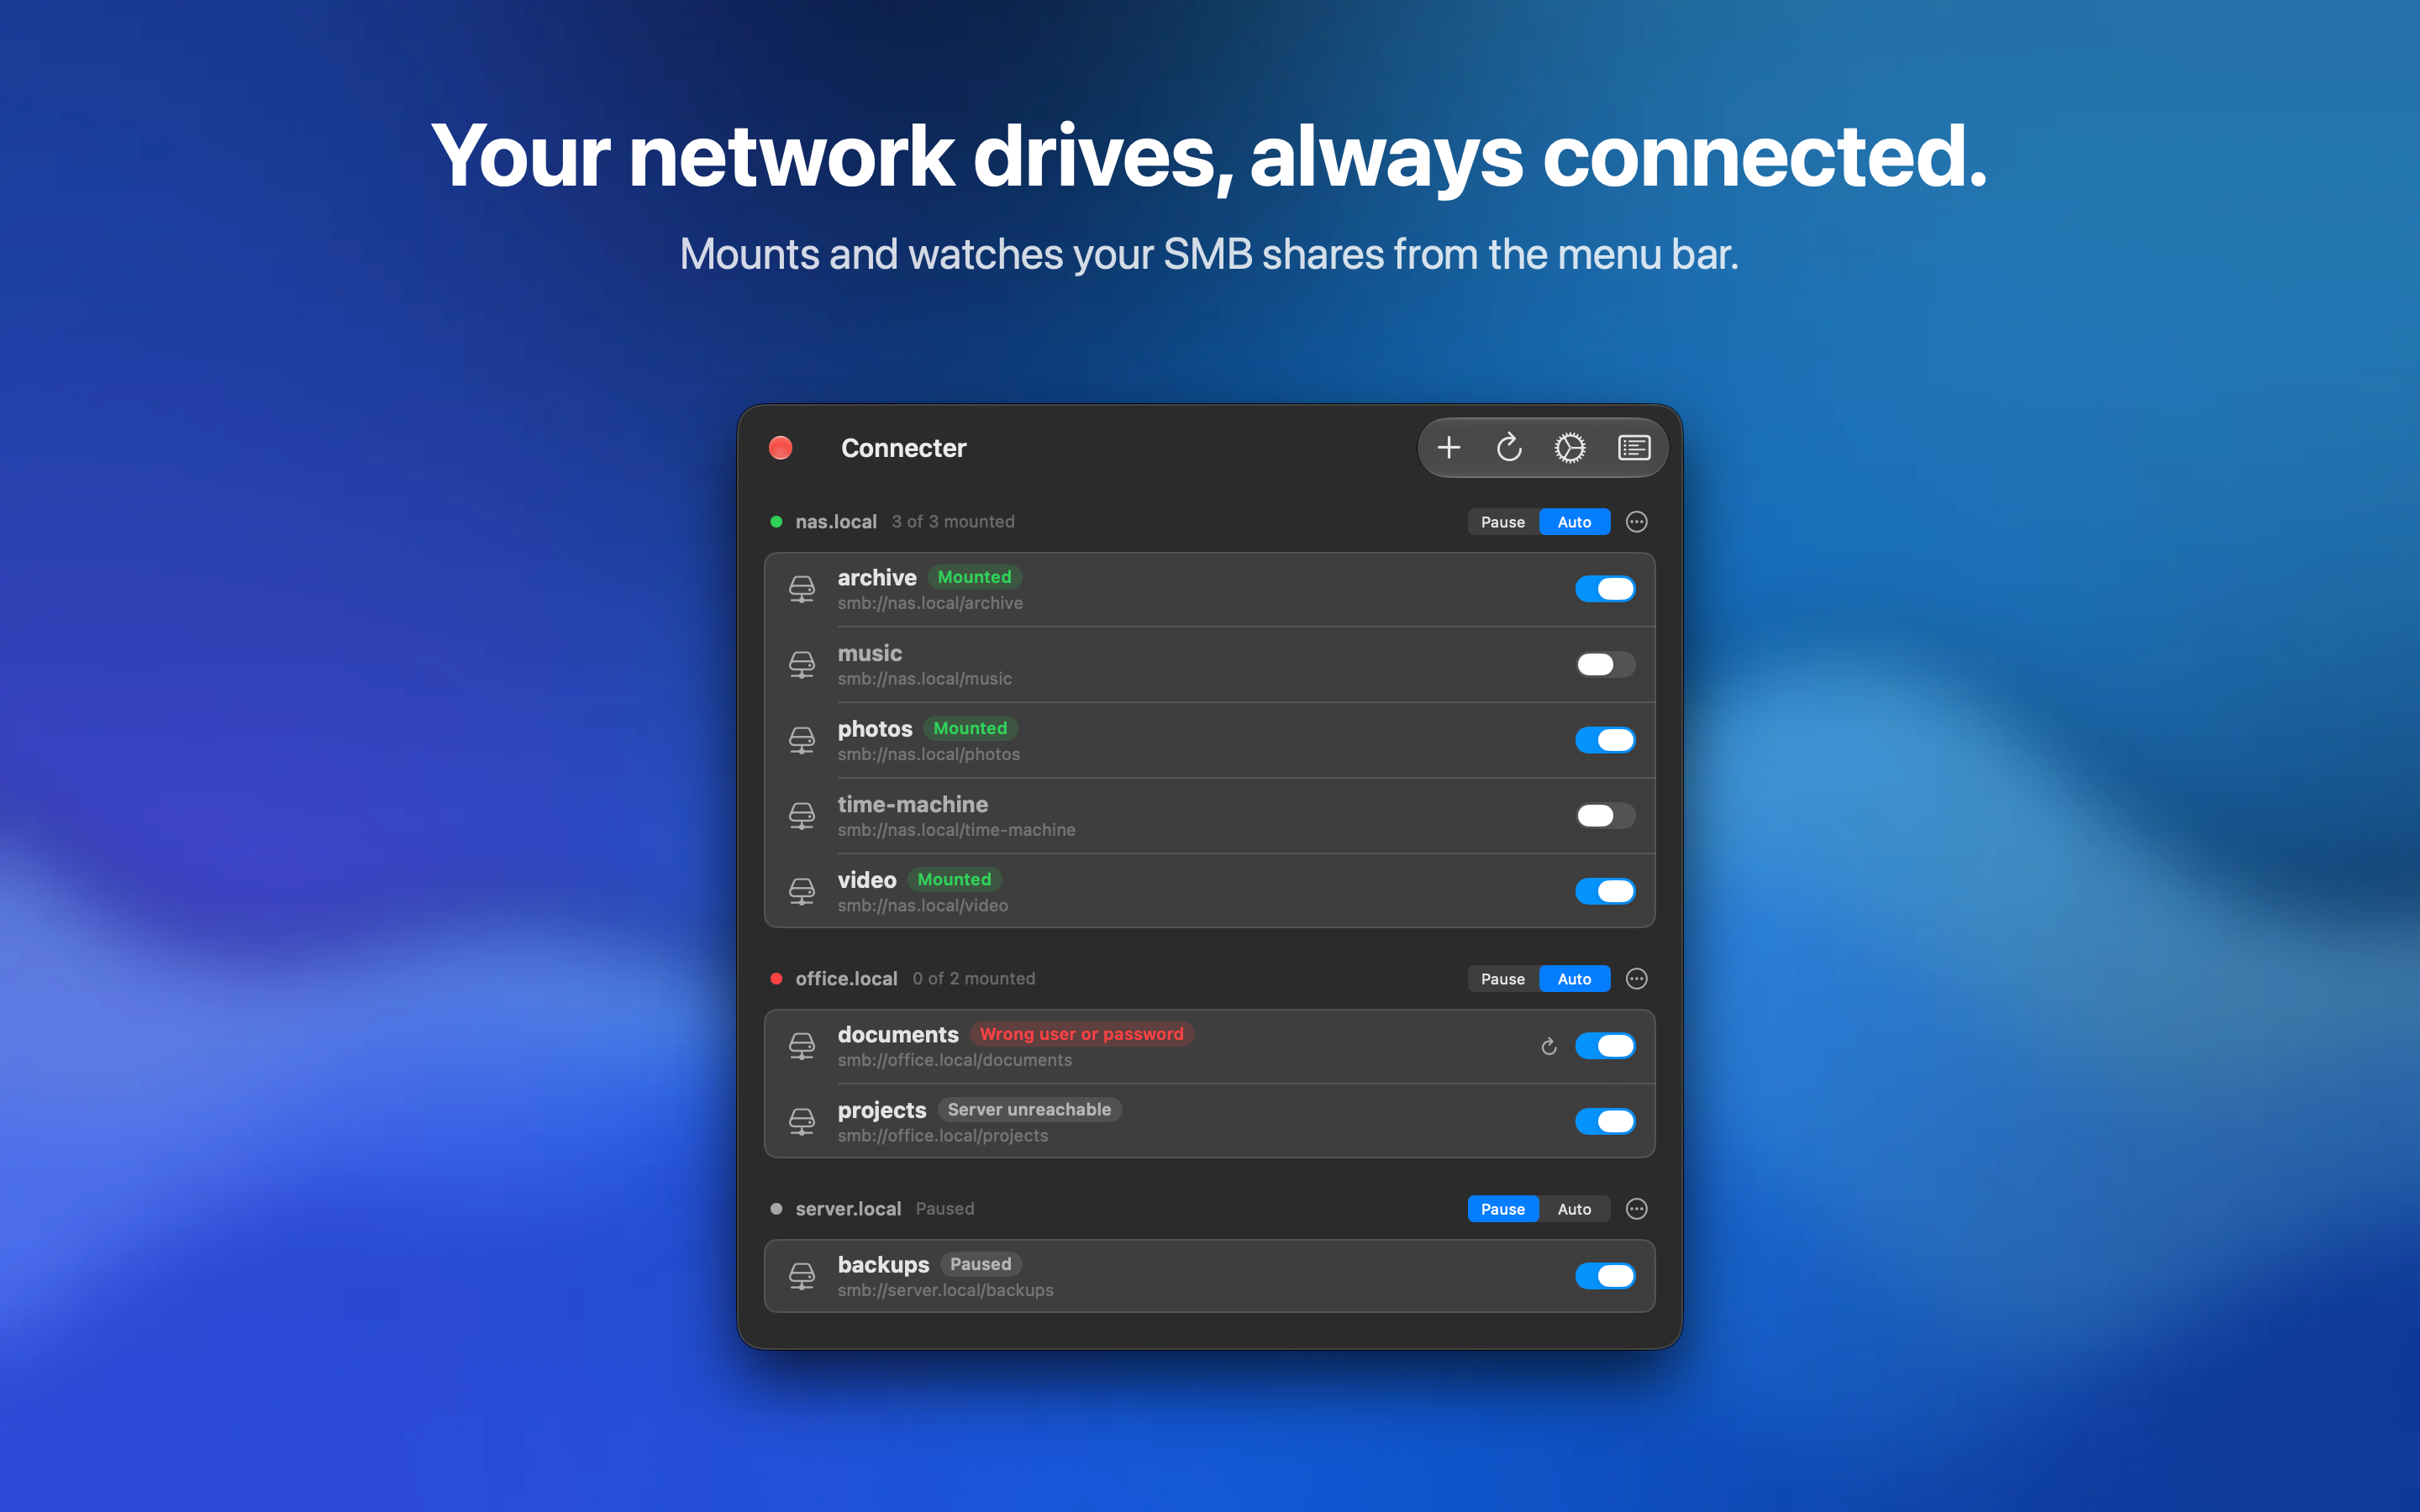 Your network drives, always connected.
Mounts and watches your SMB shares from the menu bar.
Connecter
nas.local 3 of 3 mounted Pause Auto
archive Mounted
smb://nas.local/archive
music
smb://nas.local/music
photos Mounted
smb://nas.local/photos
time-machine
smb://nas.local/time-machine
video Mounted
smb://nas.local/video
office.local 0 of 2 mounted Pause Auto
documents Wrong user or password
smb://office.local/documents
projects Server unreachable
smb://office.local/projects
server.local Paused Pause Auto
backups Paused
smb://server.local/backups